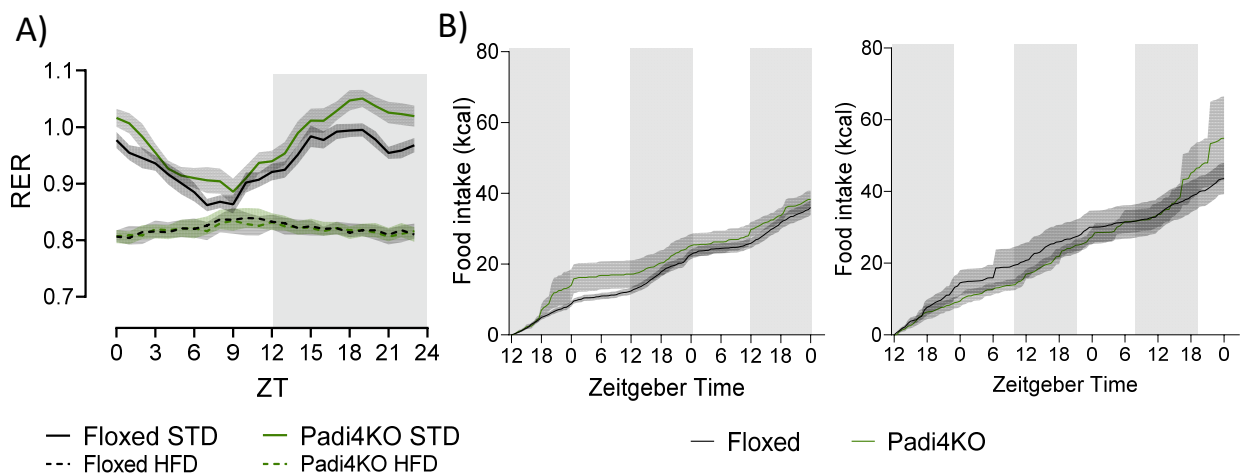 A)
1.1
1.0
0.9
0.8
0.7
RER
0 3 6 9 12 15 18 21 24
ZT
Floxed STD Padi4KO STD
Floxed HFD Padi4KO HFD
B)
80
60
40
20
0
Food intake (kcal)
12 18 0 6 12 18 0 6 12 18 0
Zeitgeber Time
80
60
40
20
0
Food intake (kcal)
12 18 0 6 12 18 0 6 12 18 0
Zeitgeber Time
Floxed Padi4KO